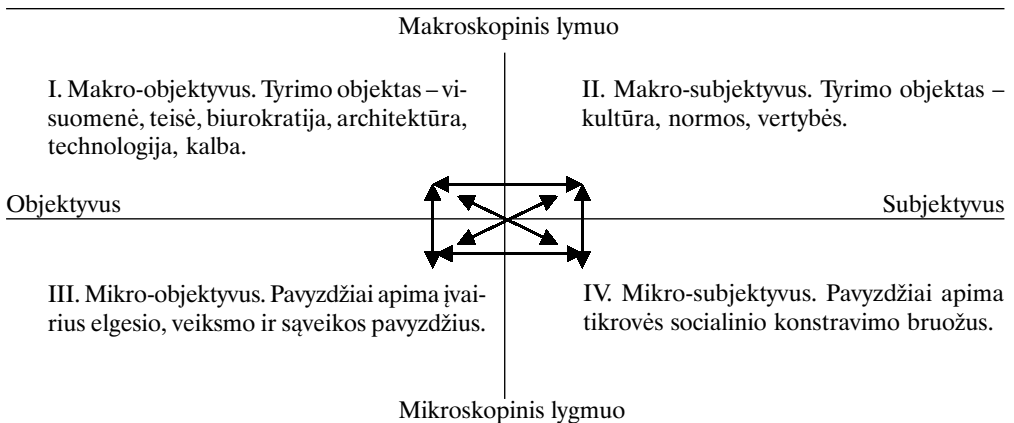 Makroskopinis lymuo
I. Makro-objektyvus. Tyrimo objektas – vi-
suomenė, teisė, biurokratija, architektūra,
technologija, kalba.
II. Makro-subjektyvus. Tyrimo objektas –
kultūra, normos, vertybės.
Objektyvus
Subjektyvus
III. Mikro-objektyvus. Pavyzdžiai apima įvai-
rius elgesio, veiksmo ir sąveikos pavyzdžius.
IV. Mikro-subjektyvus. Pavyzdžiai apima
tikrovės socialinio konstravimo bruožus.
Mikroskopinis lygmuo